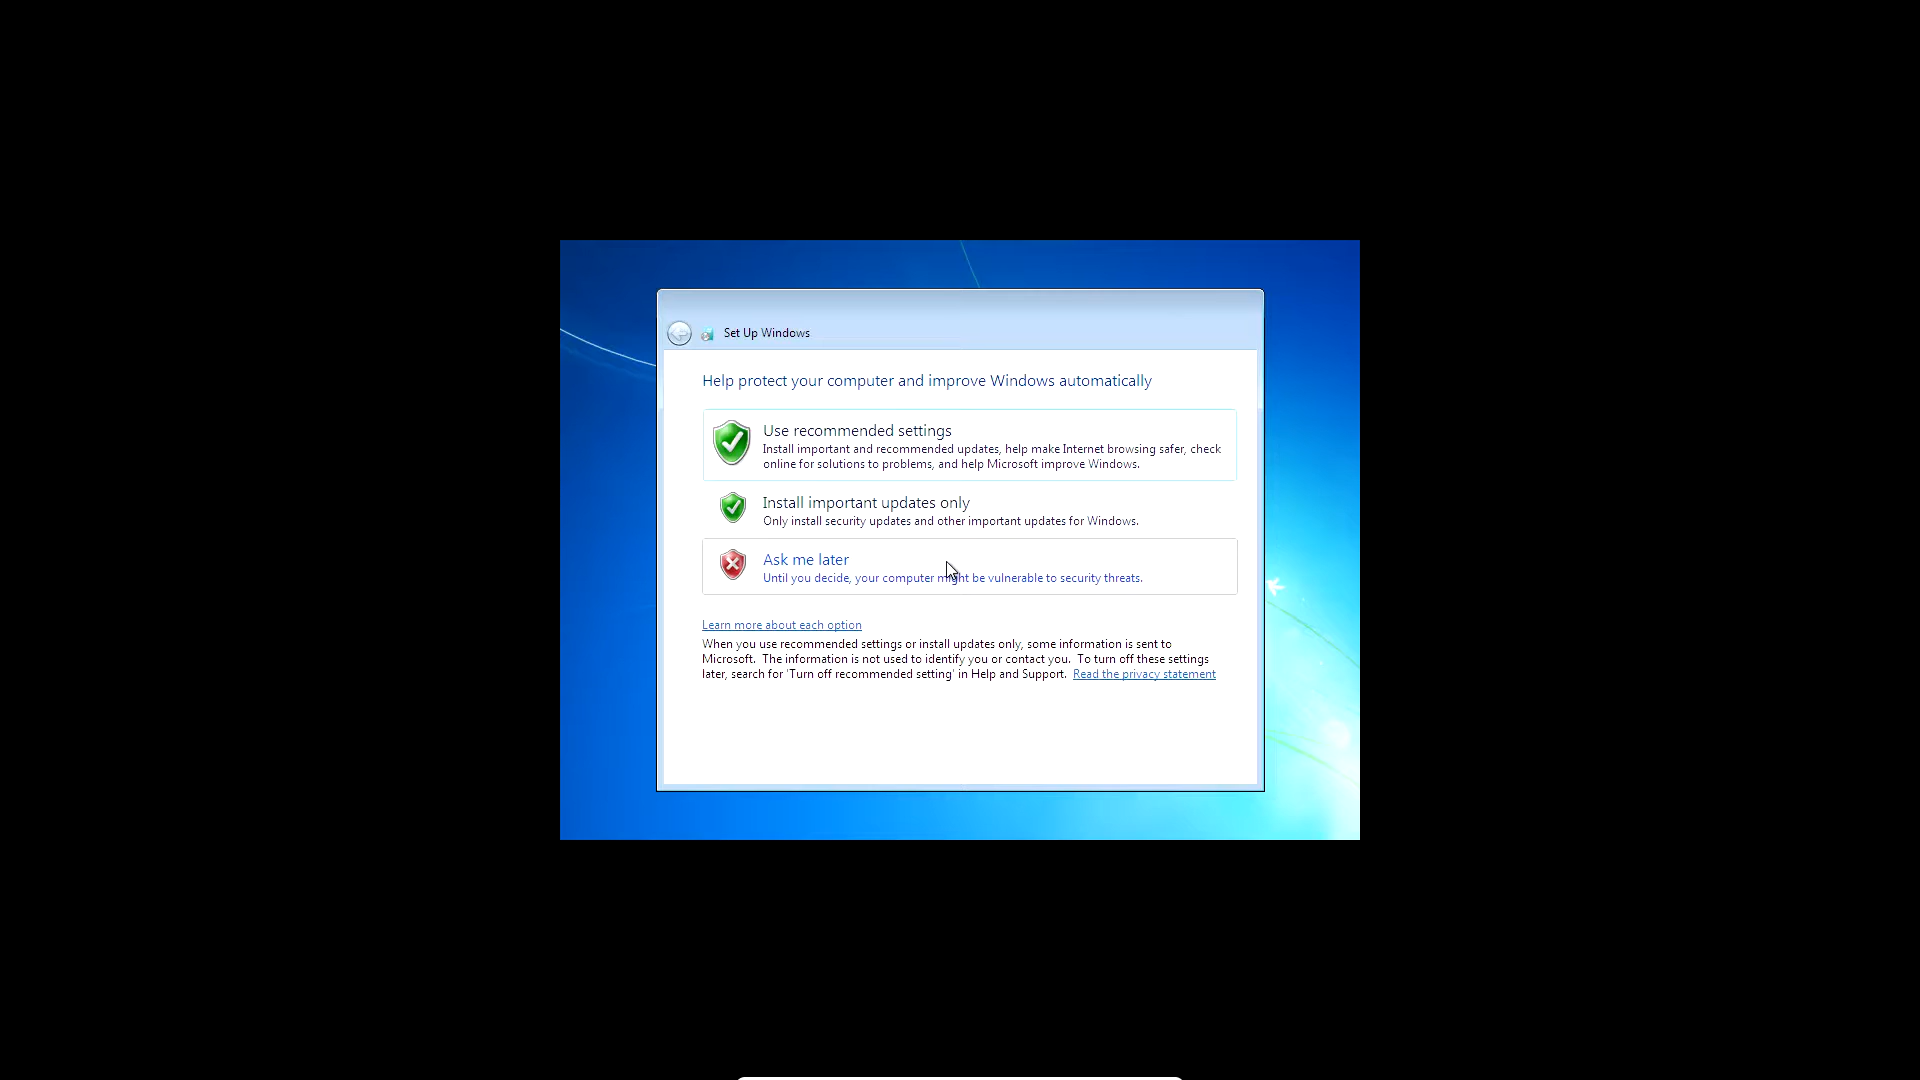 Set Up Windows
Help protect your computer and improve Windows automatically
Use recommended settings
Install important and recommended updates, help make Internet browsing safer, check
online for solutions to problems, and help Microsoft improve Windows.
Install important updates only
Only install security updates and other important updates for Windows.
Ask me later
Until you decide, your computer might be vulnerable to security threats.
Learn more about each option
When you use recommended settings or install updates only, some information is sent to
Microsoft.  The information is not used to identify you or contact you.  To turn off these settings
later, search for 'Turn off recommended setting' in Help and Support.  Read the privacy statement